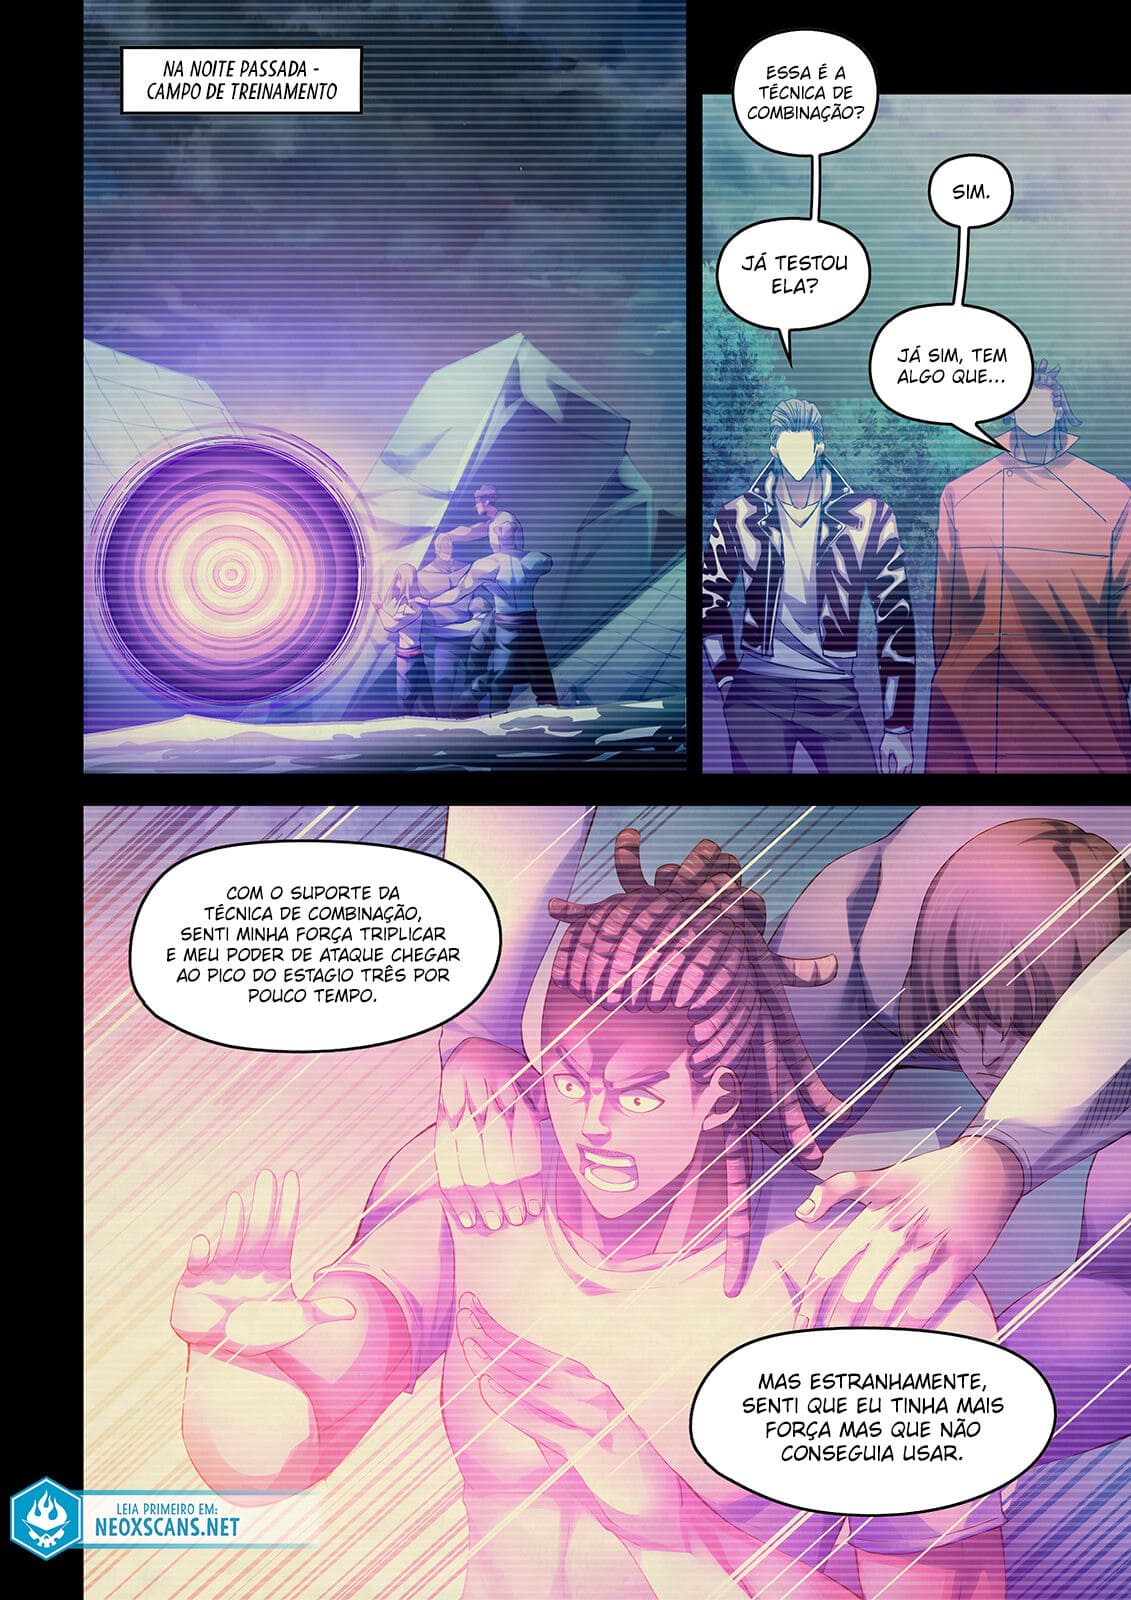 NA NOITE PASSADA -
CAMPO DE TREINAMENTO
ESSA É A
TÉCNICA DE
COMBINAÇÃO?
SIM.
JÁ TESTOU
ELA?
JÁ SIM, TEM
ALGO QUE...
COM O SUPORTE DA
TÉCNICA DE COMBINAÇÃO,
SENTI MINHA FORÇA TRIPLICAR
E MEU PODER DE ATAQUE CHEGAR
AO PICO DO ESTAGIO TRÊS POR
POUCO TEMPO.
MAS ESTRANHAMENTE,
SENTI QUE EU TINHA MAIS
FORÇA MAS QUE NÃO
CONSEGUIA USAR.
LEIA PRIMEIRO EM:
NEOXSCANS.NET